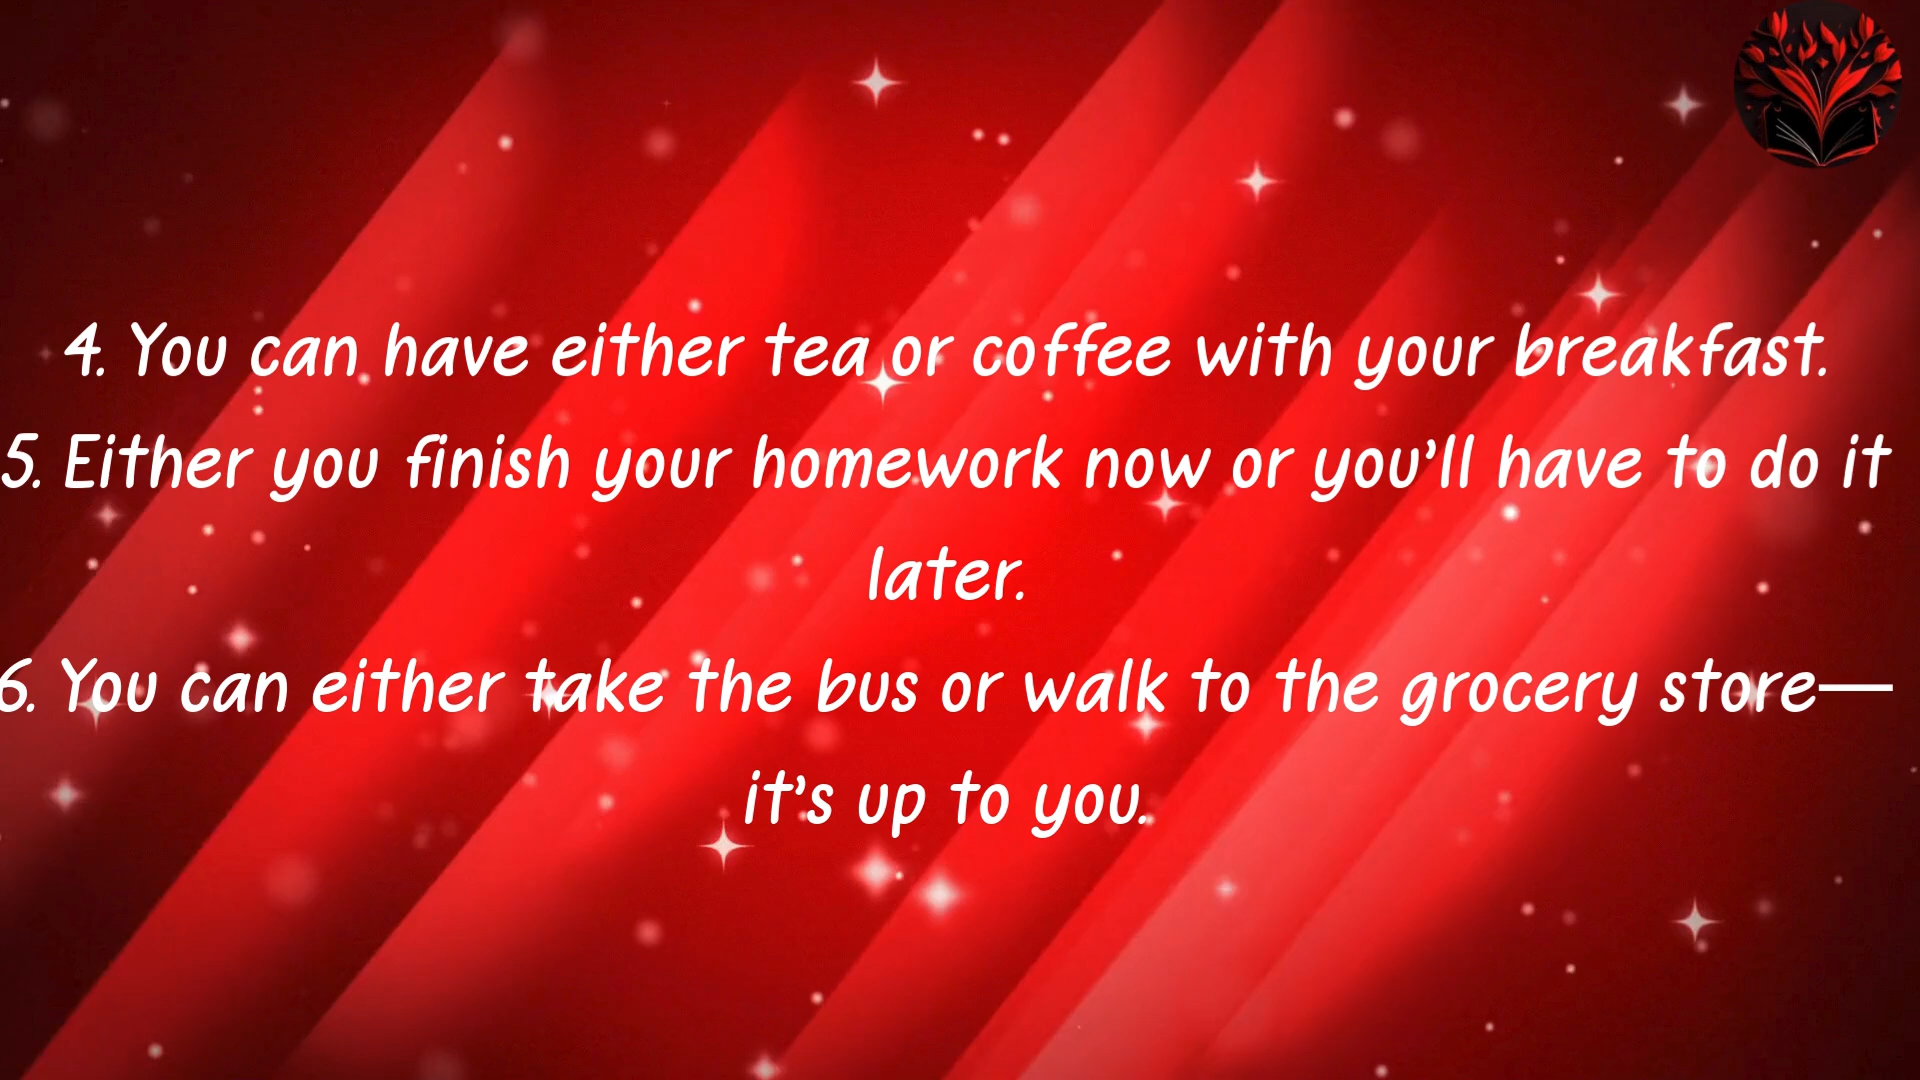 4. You can have either tea or coffee with your breakfast.
5. Either you finish your homework now or you’ll have to do it
later.
6. You can either take the bus or walk to the grocery store—
it’s up to you.